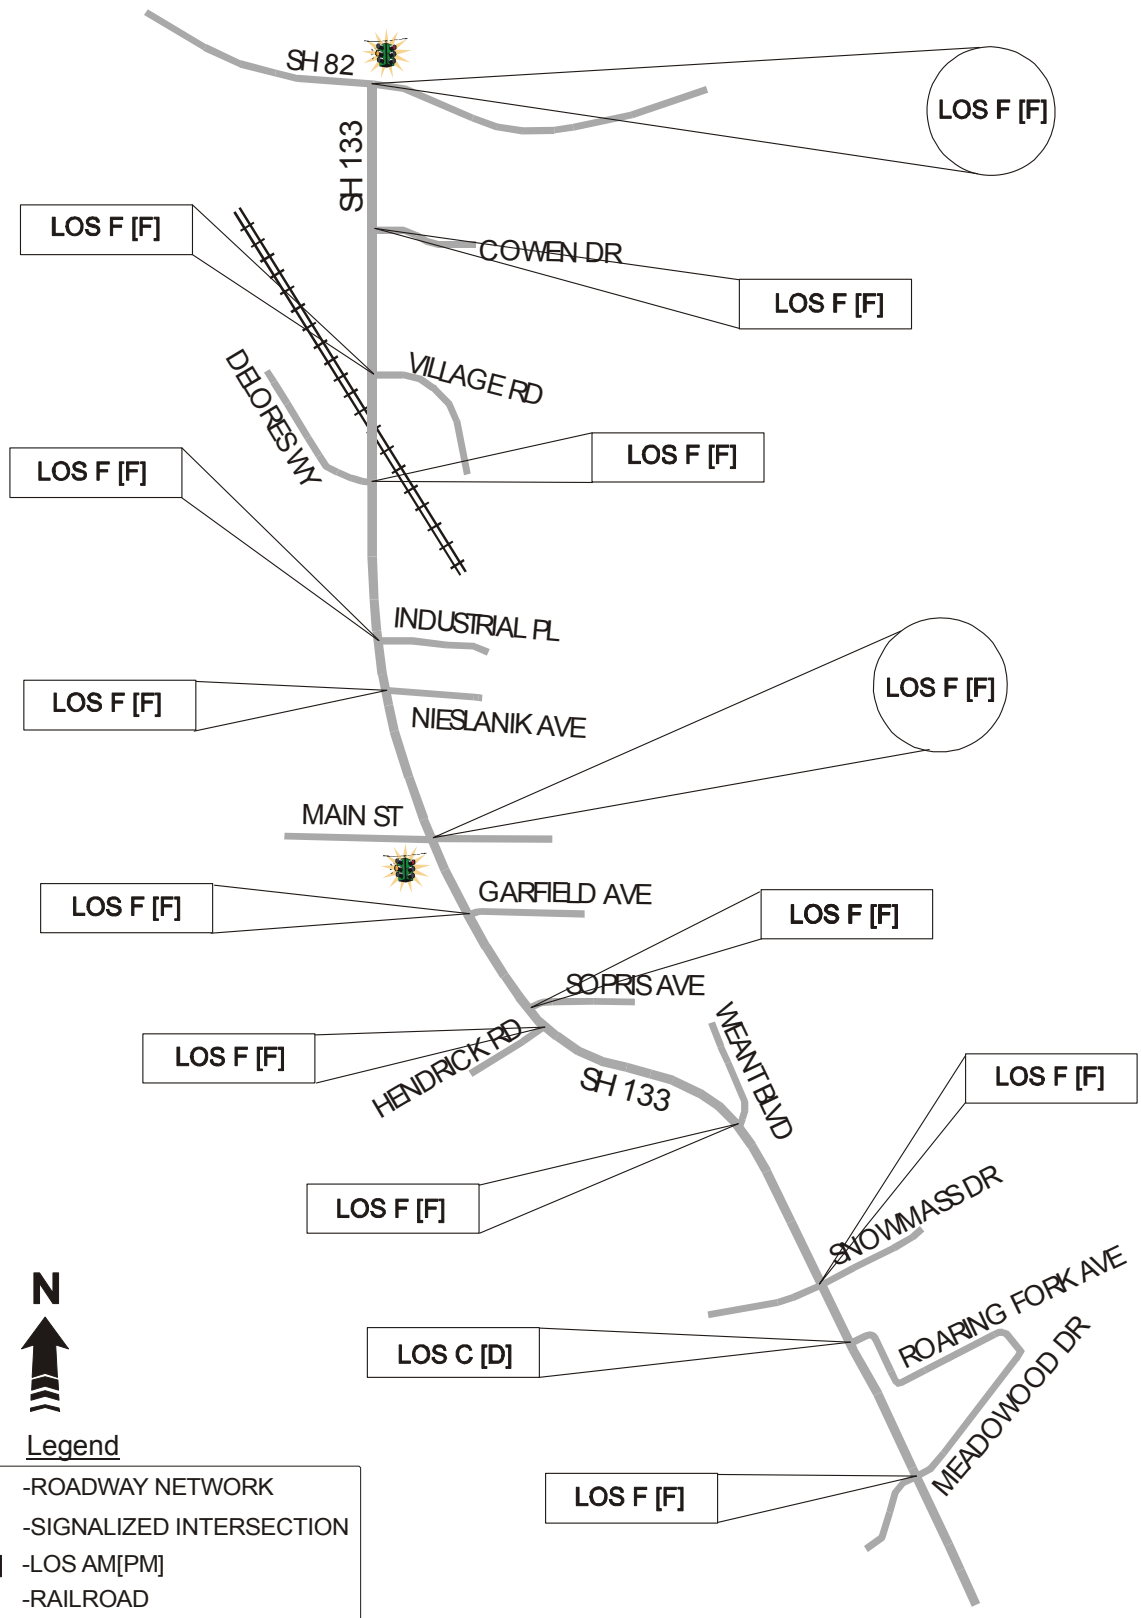 SH 82
LOS F [F]
SH 133
LOS F [F]
COWEN DR
LOS F [F]
VILLAGE RD
DELORES WY
LOS F [F]
LOS F [F]
INDUSTRIAL PL
LOS F [F]
LOS F [F]
NIESLANIK AVE
MAIN ST
GARFIELD AVE
LOS F [F]
LOS F [F]
SOPRIS AVE
WEANT BLVD
HENDRICK RD
LOS F [F]
SH 133
LOS F [F]
LOS F [F]
SNOWMASS DR
ROARING FORK AVE
N
LOS C [D]
MEADOWOOD DR
Legend
-ROADWAY NETWORK
LOS F [F]
-SIGNALIZED INTERSECTION
-LOS AM[PM]
-RAILROAD